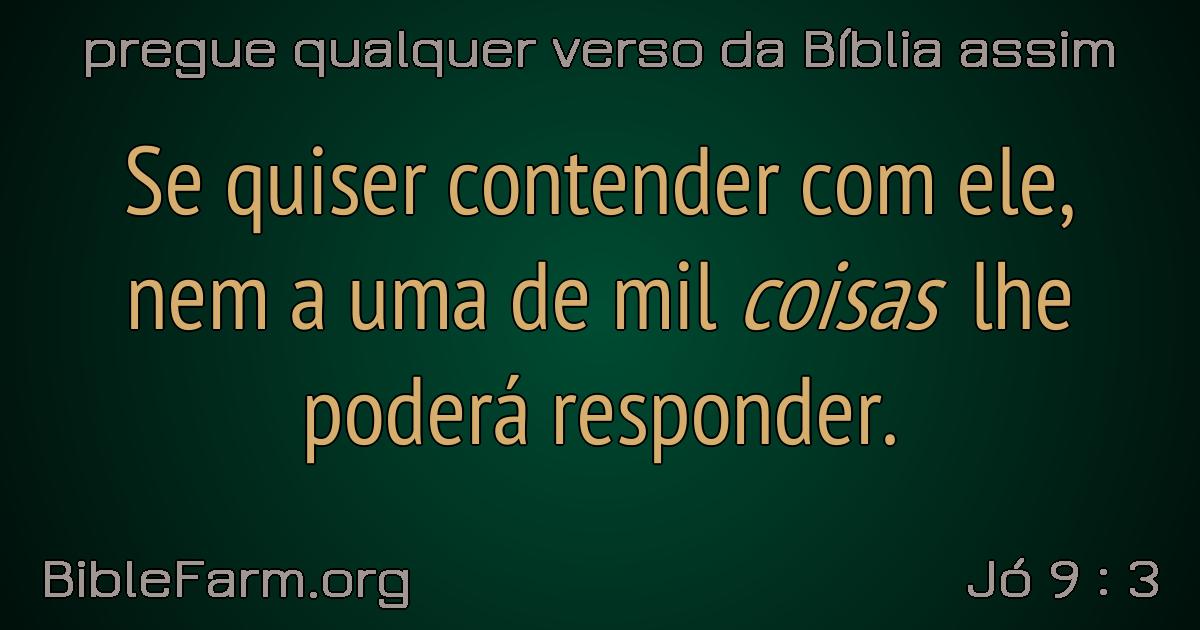 pregue qualquer verso da Bíblia assim
Se quiser contender com ele,
nem a uma de mil coisas lhe
poderá responder.
BibleFarm.org
Jó 9 : 3